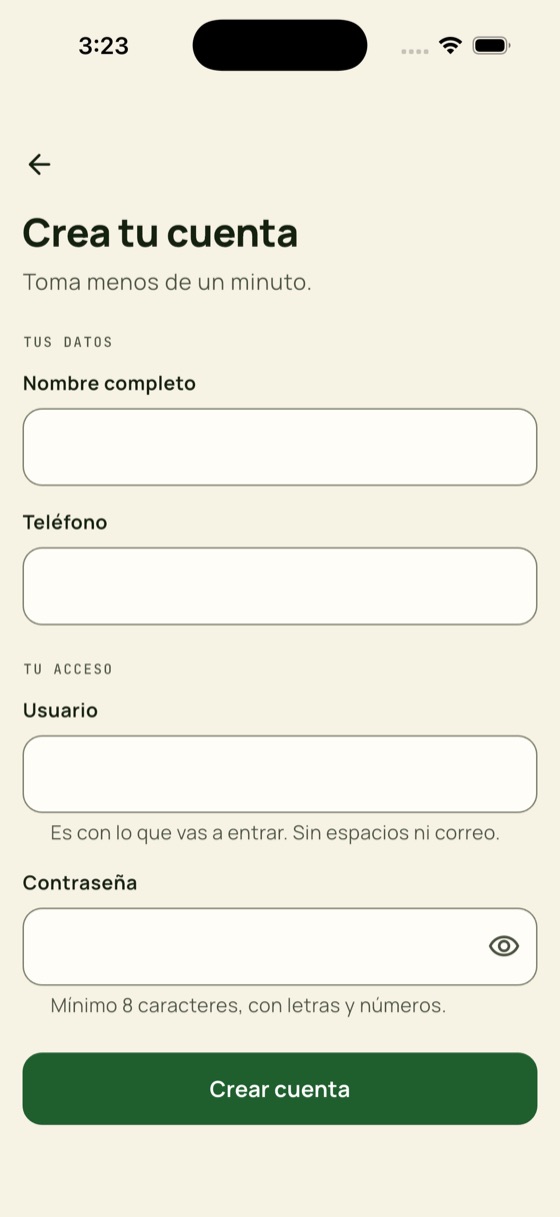 3:23
Crea tu cuenta
Toma menos de un minuto.
TUS DATOS
Nombre completo
Teléfono
TU ACCESO
Usuario
Es con lo que vas a entrar. Sin espacios ni correo.
Contraseña
Mínimo 8 caracteres, con letras y números.
Crear cuenta